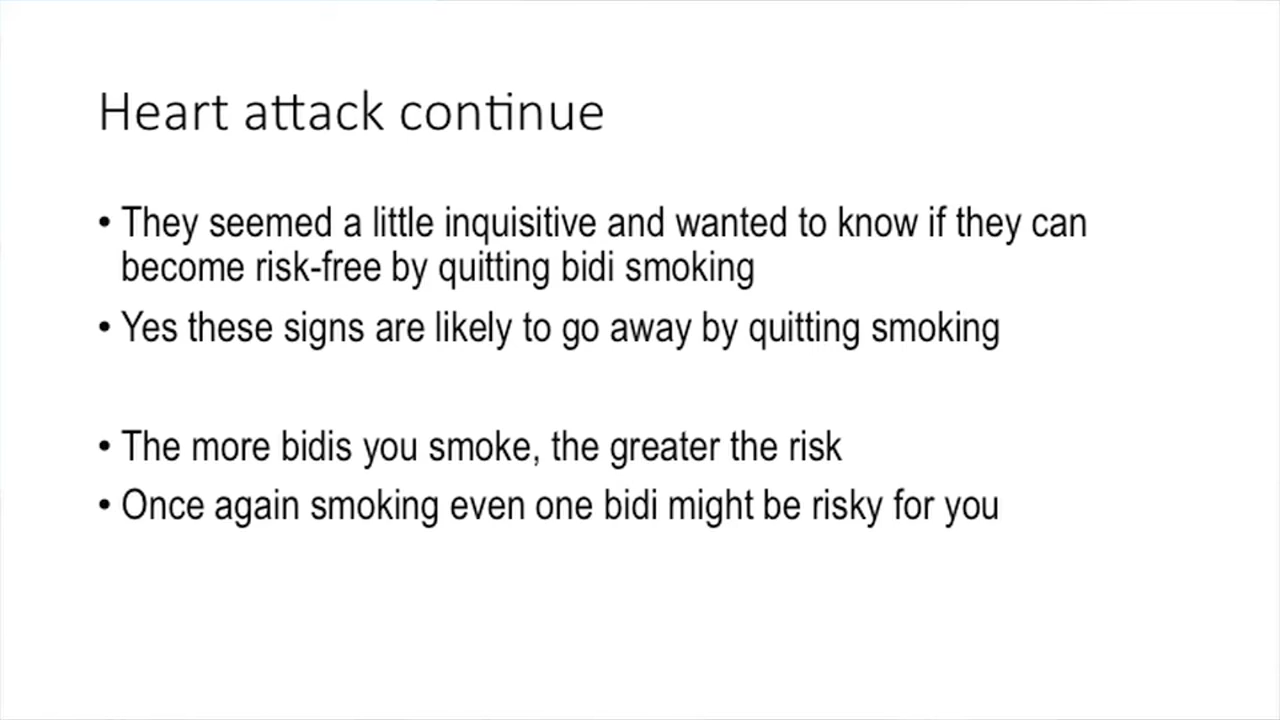 Heart attack continue
• They seemed a little inquisitive and wanted to know if they can
become risk-free by quitting bidi smoking
• Yes these signs are likely to go away by quitting smoking
• The more bidis you smoke, the greater the risk
• Once again smoking even one bidi might be risky for you